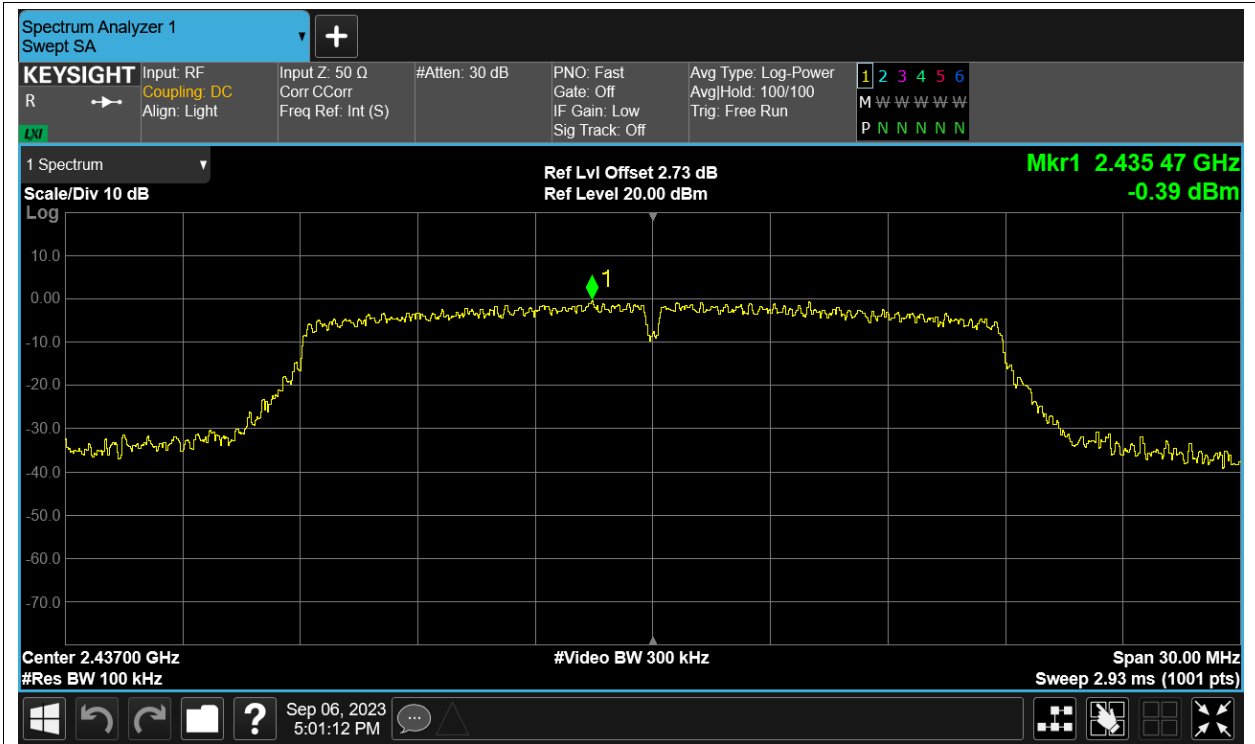 Spectrum Analyzer 1
Swept SA
KEYSIGHT
R
LXI
Input: RF
Coupling: DC
Align: Light
Input Z: 50 Ω
Corr CCorr
Freq Ref: Int (S)
#Atten: 30 dB
PNO: Fast
Gate: Off
IF Gain: Low
Sig Track: Off
Avg Type: Log-Power
Avg|Hold: 100/100
Trig: Free Run
1 2 3 4 5 6
M W W W W W
P N N N N N
1 Spectrum
Scale/Div 10 dB
Ref Lvl Offset 2.73 dB
Ref Level 20.00 dBm
Mkr1 2.435 47 GHz
-0.39 dBm
Log
10.0
0.00
-10.0
-20.0
-30.0
-40.0
-50.0
-60.0
-70.0
1
Center 2.43700 GHz
#Res BW 100 kHz
#Video BW 300 kHz
Span 30.00 MHz
Sweep 2.93 ms (1001 pts)
?
Sep 06, 2023
5:01:12 PM